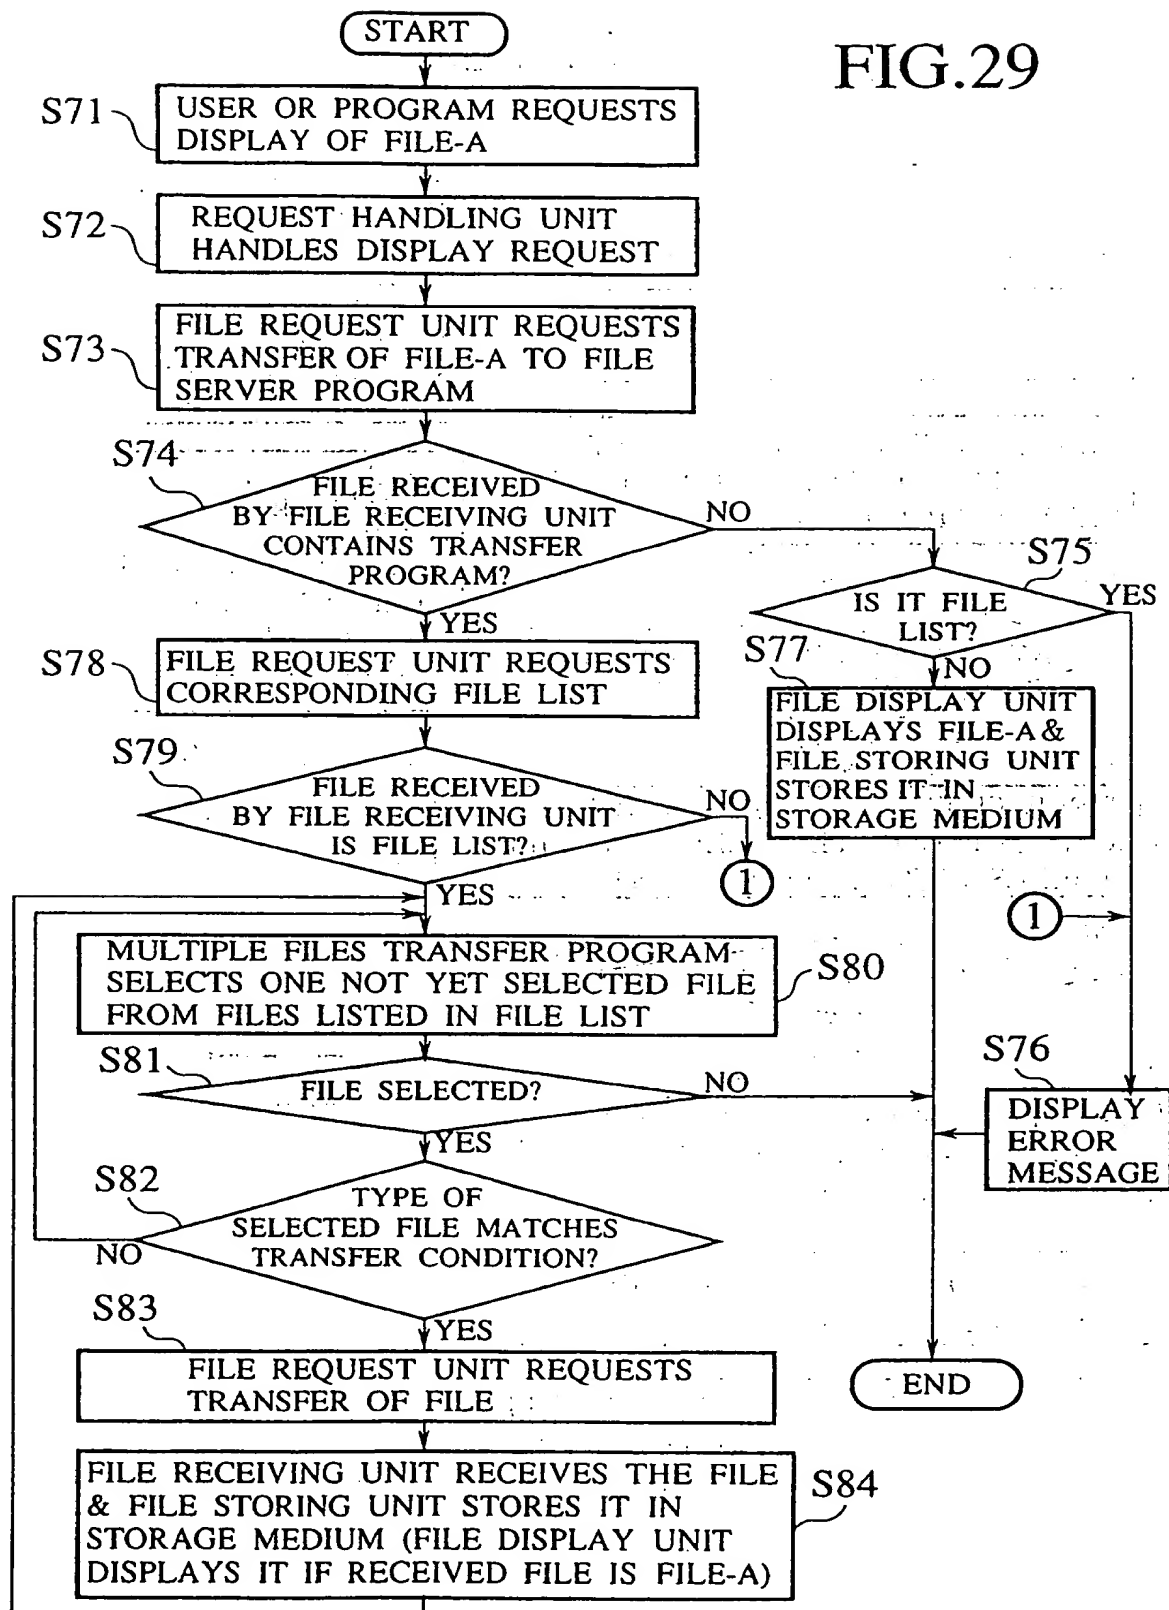 START
FIG.29
S71
USER OR PROGRAM REQUESTS
DISPLAY OF FILE-A
S72
REQUEST HANDLING UNIT
HANDLES DISPLAY REQUEST
S73
FILE REQUEST UNIT REQUESTS
TRANSFER OF FILE-A TO FILE
SERVER PROGRAM
S74
FILE RECEIVED
BY FILE RECEIVING UNIT
CONTAINS TRANSFER
PROGRAM?
NO
YES
S75
IS IT FILE
LIST?
YES
NO
S77
FILE DISPLAY UNIT
DISPLAYS FILE-A &
FILE STORING UNIT
STORES IT IN
STORAGE MEDIUM
S78
FILE REQUEST UNIT REQUESTS
CORRESPONDING FILE LIST
S79
FILE RECEIVED
BY FILE RECEIVING UNIT
IS FILE LIST?
NO
1
YES
1
MULTIPLE FILES TRANSFER PROGRAM
SELECTS ONE NOT YET SELECTED FILE
FROM FILES LISTED IN FILE LIST
S80
S81
FILE SELECTED?
NO
YES
S76
DISPLAY
ERROR
MESSAGE
S82
TYPE OF
SELECTED FILE MATCHES
TRANSFER CONDITION?
NO
YES
S83
FILE REQUEST UNIT REQUESTS
TRANSFER OF FILE
END
FILE RECEIVING UNIT RECEIVES THE FILE
& FILE STORING UNIT STORES IT IN
STORAGE MEDIUM (FILE DISPLAY UNIT
DISPLAYS IT IF RECEIVED FILE IS FILE-A)
S84